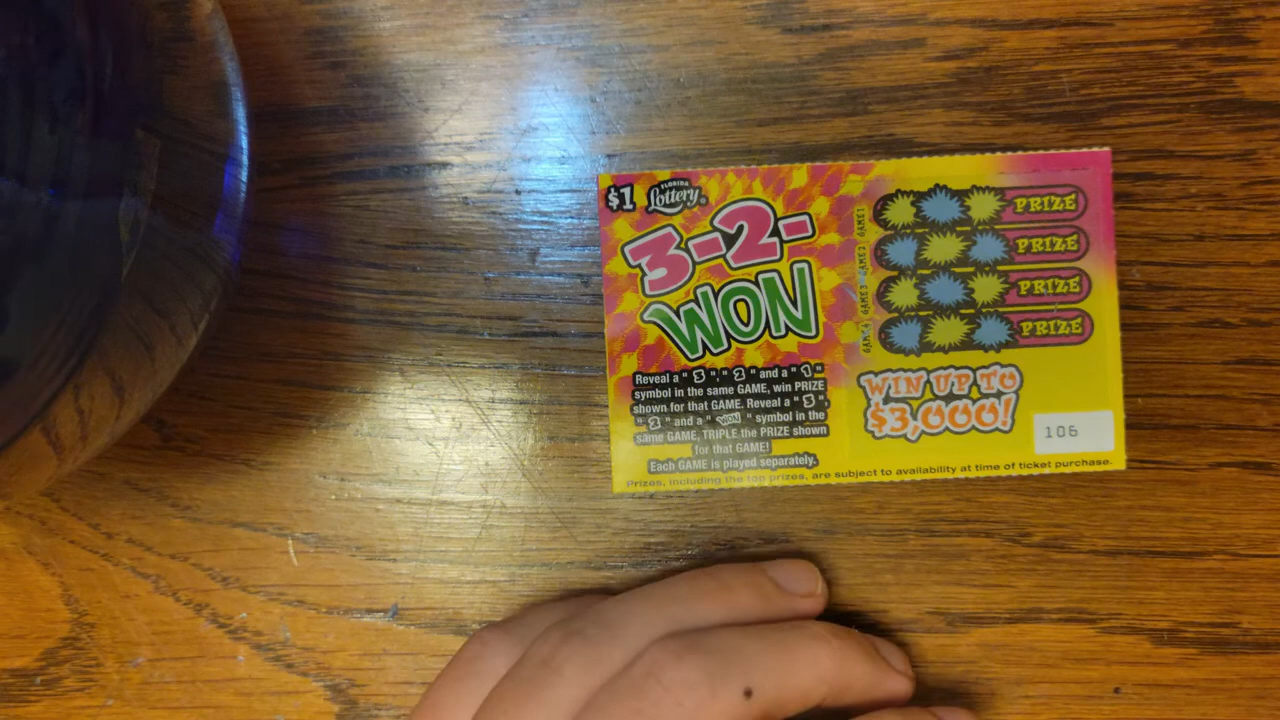 $1 FLORIDA Lottery®
3-2-
WON
Reveal a "3", "2" and a "1"
symbol in the same GAME, win PRIZE
shown for that GAME. Reveal a "3",
"2" and a "WON" symbol in the
same GAME, TRIPLE the PRIZE shown
for that GAME!
Each GAME is played separately.
GAME 1 PRIZE
GAME 2 PRIZE
GAME 3 PRIZE
GAME 4 PRIZE
WIN UP TO
$3,000!
106
Prizes, including the top prizes, are subject to availability at time of ticket purchase.